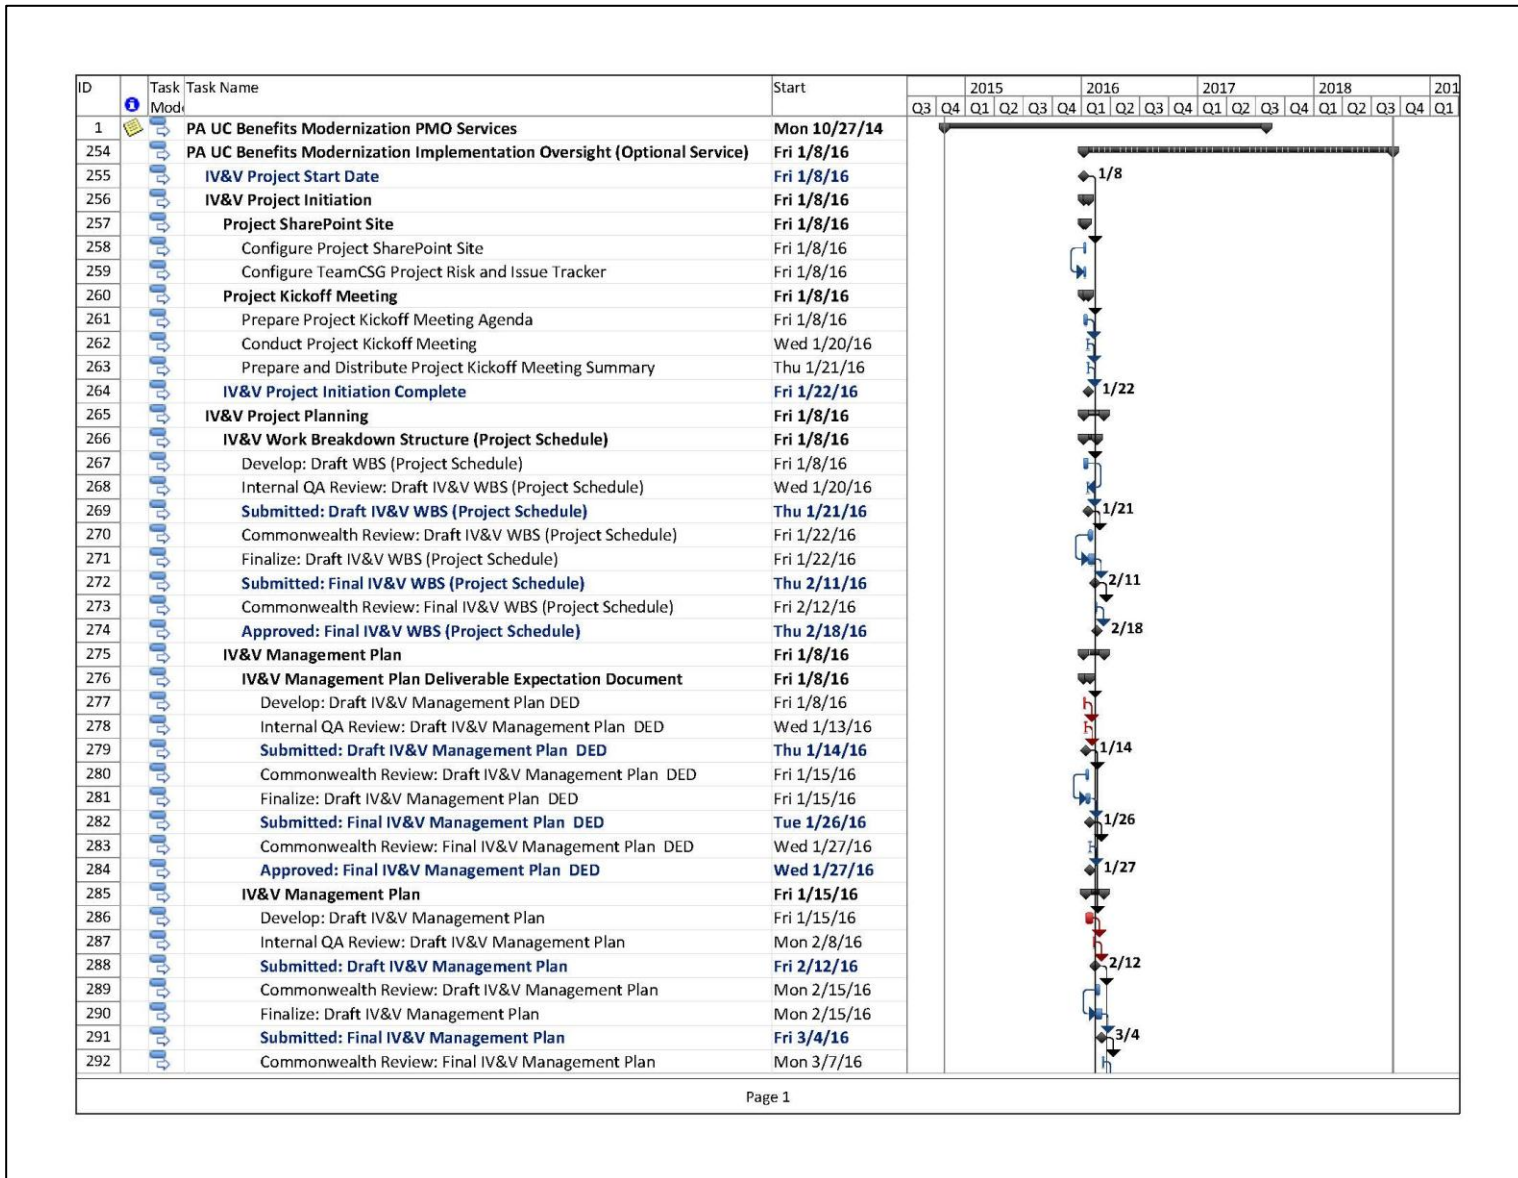 ID Task Task Name Start 2015 2016 2017 2018 201
Mode Q3 Q4 Q1 Q2 Q3 Q4 Q1 Q2 Q3 Q4 Q1 Q2 Q3 Q4 Q1 Q2 Q3 Q4 Q1
1 PA UC Benefits Modernization PMO Services Mon 10/27/14
254 PA UC Benefits Modernization Implementation Oversight (Optional Service) Fri 1/8/16
255 IV&V Project Start Date Fri 1/8/16 1/8
256 IV&V Project Initiation Fri 1/8/16
257 Project SharePoint Site Fri 1/8/16
258 Configure Project SharePoint Site Fri 1/8/16
259 Configure TeamCSG Project Risk and Issue Tracker Fri 1/8/16
260 Project Kickoff Meeting Fri 1/8/16
261 Prepare Project Kickoff Meeting Agenda Fri 1/8/16
262 Conduct Project Kickoff Meeting Wed 1/20/16
263 Prepare and Distribute Project Kickoff Meeting Summary Thu 1/21/16
264 IV&V Project Initiation Complete Fri 1/22/16 1/22
265 IV&V Project Planning Fri 1/8/16
266 IV&V Work Breakdown Structure (Project Schedule) Fri 1/8/16
267 Develop: Draft WBS (Project Schedule) Fri 1/8/16
268 Internal QA Review: Draft IV&V WBS (Project Schedule) Wed 1/20/16
269 Submitted: Draft IV&V WBS (Project Schedule) Thu 1/21/16 1/21
270 Commonwealth Review: Draft IV&V WBS (Project Schedule) Fri 1/22/16
271 Finalize: Draft IV&V WBS (Project Schedule) Fri 1/22/16
272 Submitted: Final IV&V WBS (Project Schedule) Thu 2/11/16 2/11
273 Commonwealth Review: Final IV&V WBS (Project Schedule) Fri 2/12/16
274 Approved: Final IV&V WBS (Project Schedule) Thu 2/18/16 2/18
275 IV&V Management Plan Fri 1/8/16
276 IV&V Management Plan Deliverable Expectation Document Fri 1/8/16
277 Develop: Draft IV&V Management Plan DED Fri 1/8/16
278 Internal QA Review: Draft IV&V Management Plan DED Wed 1/13/16
279 Submitted: Draft IV&V Management Plan DED Thu 1/14/16 1/14
280 Commonwealth Review: Draft IV&V Management Plan DED Fri 1/15/16
281 Finalize: Draft IV&V Management Plan DED Fri 1/15/16
282 Submitted: Final IV&V Management Plan DED Tue 1/26/16 1/26
283 Commonwealth Review: Final IV&V Management Plan DED Wed 1/27/16
284 Approved: Final IV&V Management Plan DED Wed 1/27/16 1/27
285 IV&V Management Plan Fri 1/15/16
286 Develop: Draft IV&V Management Plan Fri 1/15/16
287 Internal QA Review: Draft IV&V Management Plan Mon 2/8/16
288 Submitted: Draft IV&V Management Plan Fri 2/12/16 2/12
289 Commonwealth Review: Draft IV&V Management Plan Mon 2/15/16
290 Finalize: Draft IV&V Management Plan Mon 2/15/16
291 Submitted: Final IV&V Management Plan Fri 3/4/16 3/4
292 Commonwealth Review: Final IV&V Management Plan Mon 3/7/16
Page 1